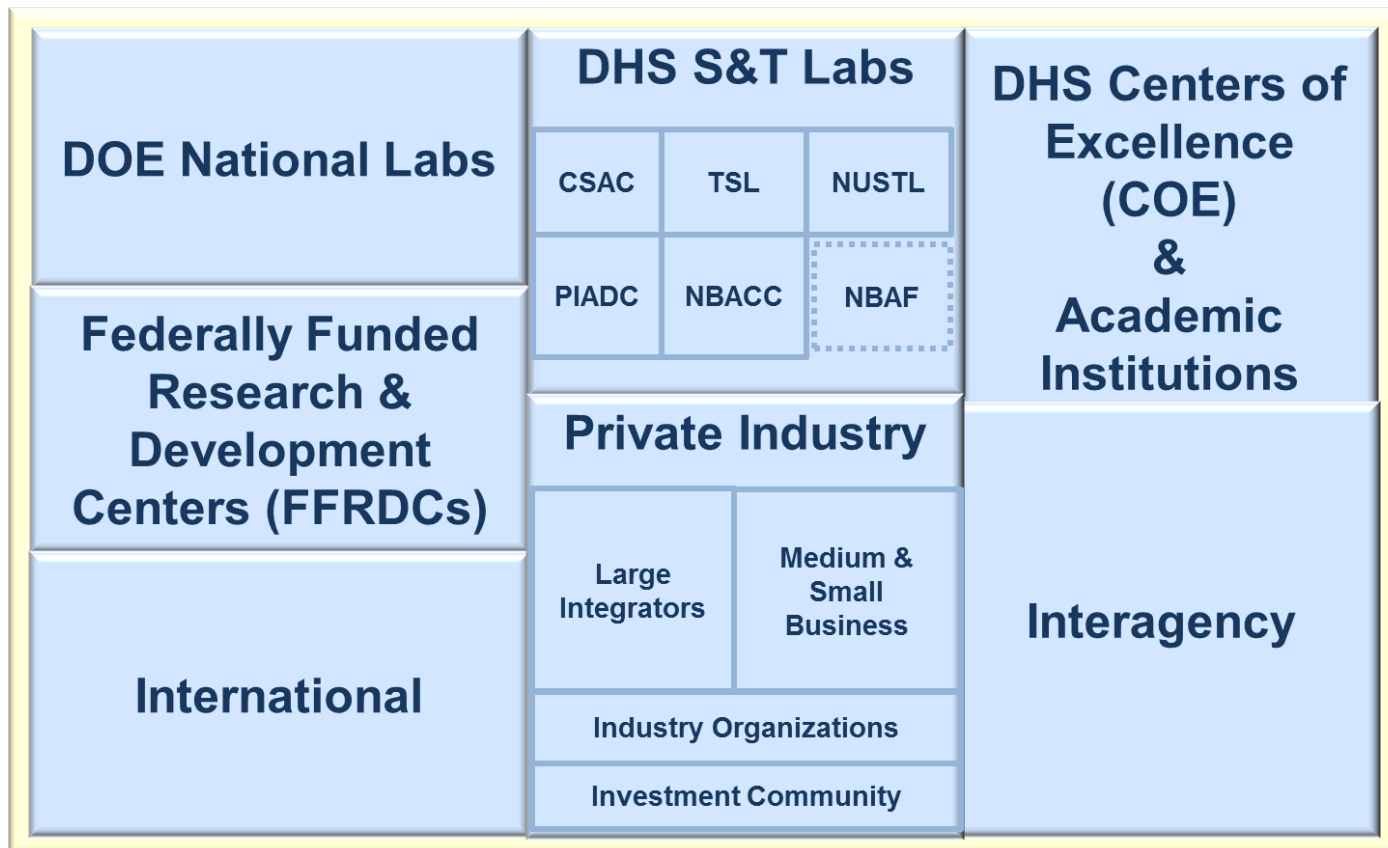 DOE National Labs
Federally Funded
Research &
Development
Centers (FFRDCs)
International
DHS S&T Labs
CSAC
TSL
NUSTL
PIADC
NBACC
NBAF
Private Industry
Large
Integrators
Medium &
Small
Business
Industry Organizations
Investment Community
DHS Centers of
Excellence
(COE)
&
Academic
Institutions
Interagency